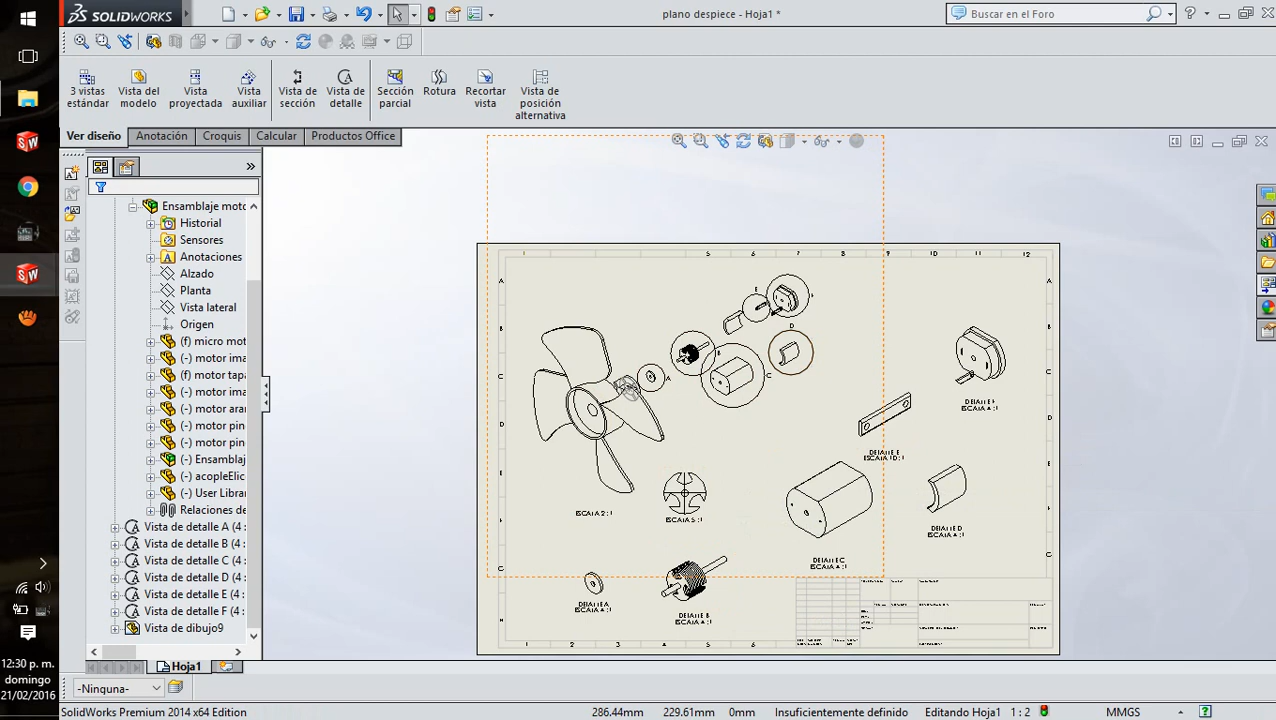 SOLIDWORKS
plano despiece - Hoja1 *
Buscar en el Foro
3 vistas estándar
Vista del modelo
Vista proyectada
Vista auxiliar
Vista de sección
Vista de detalle
Sección parcial
Rotura
Recortar vista
Vista de posición alternativa
Ver diseño
Anotación
Croquis
Calcular
Productos Office
Ensamblaje moto
Historial
Sensores
Anotaciones
Alzado
Planta
Vista lateral
Origen
(f) micro mot
(-) motor ima
(f) motor tapa
(-) motor ima
(-) motor arar
(-) motor pin
(-) motor pin
(-) Ensamblaj
(-) acopleElic
(-) User Librar
Relaciones de
Vista de detalle A (4 :
Vista de detalle B (4 :
Vista de detalle C (4 :
Vista de detalle D (4 :
Vista de detalle E (4 :
Vista de detalle F (4 :
Vista de dibujo9
Hoja1
-Ninguna-
12:30 p. m.
domingo
21/02/2016
SolidWorks Premium 2014 x64 Edition
286.44mm
229.61mm
0mm
Insuficientemente definido
Editando Hoja1
1 : 2
MMGS